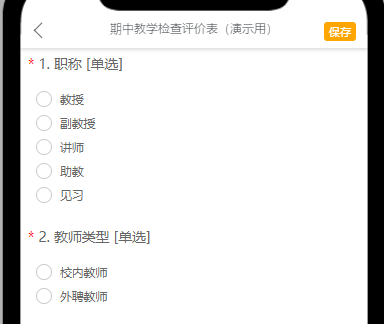 期中教学检查评价表（演示用）
保存
* 1. 职称 [单选]
教授
副教授
讲师
助教
见习
* 2. 教师类型 [单选]
校内教师
外聘教师